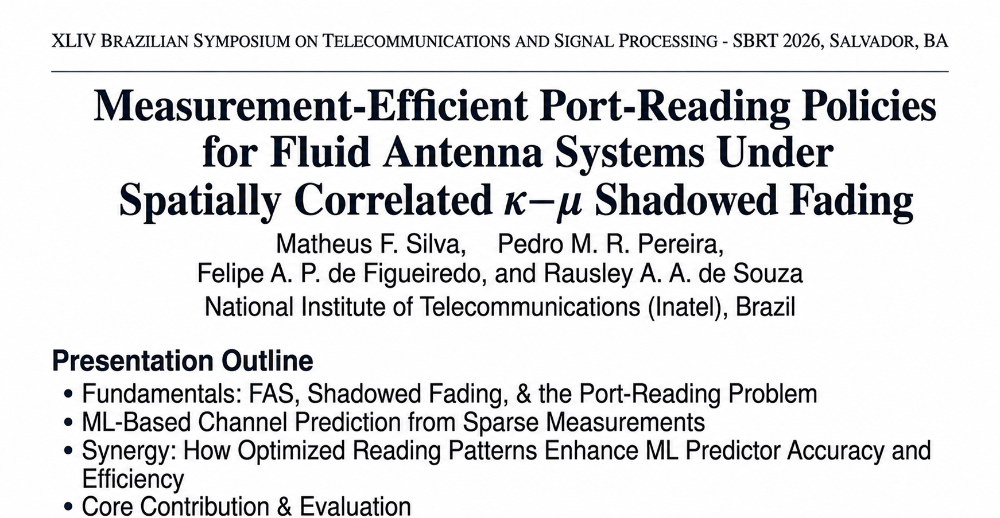 XLIV BRAZILIAN SYMPOSIUM ON TELECOMMUNICATIONS AND SIGNAL PROCESSING - SBRT 2026, SALVADOR, BA
Measurement-Efficient Port-Reading Policies
for Fluid Antenna Systems Under
Spatially Correlated κ−μ Shadowed Fading
Matheus F. Silva, Pedro M. R. Pereira,
Felipe A. P. de Figueiredo, and Rausley A. A. de Souza
National Institute of Telecommunications (Inatel), Brazil
Presentation Outline
• Fundamentals: FAS, Shadowed Fading, & the Port-Reading Problem
• ML-Based Channel Prediction from Sparse Measurements
• Synergy: How Optimized Reading Patterns Enhance ML Predictor Accuracy and
Efficiency
• Core Contribution & Evaluation